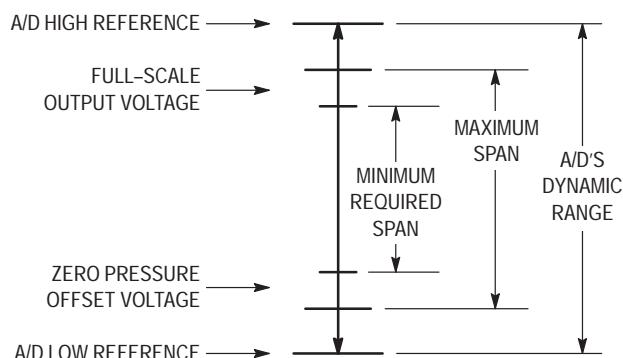 A/D HIGH REFERENCE
FULL–SCALE
OUTPUT VOLTAGE
MINIMUM
REQUIRED
SPAN
MAXIMUM
SPAN
A/D'S
DYNAMIC
RANGE
ZERO PRESSURE
OFFSET VOLTAGE
A/D LOW REFERENCE